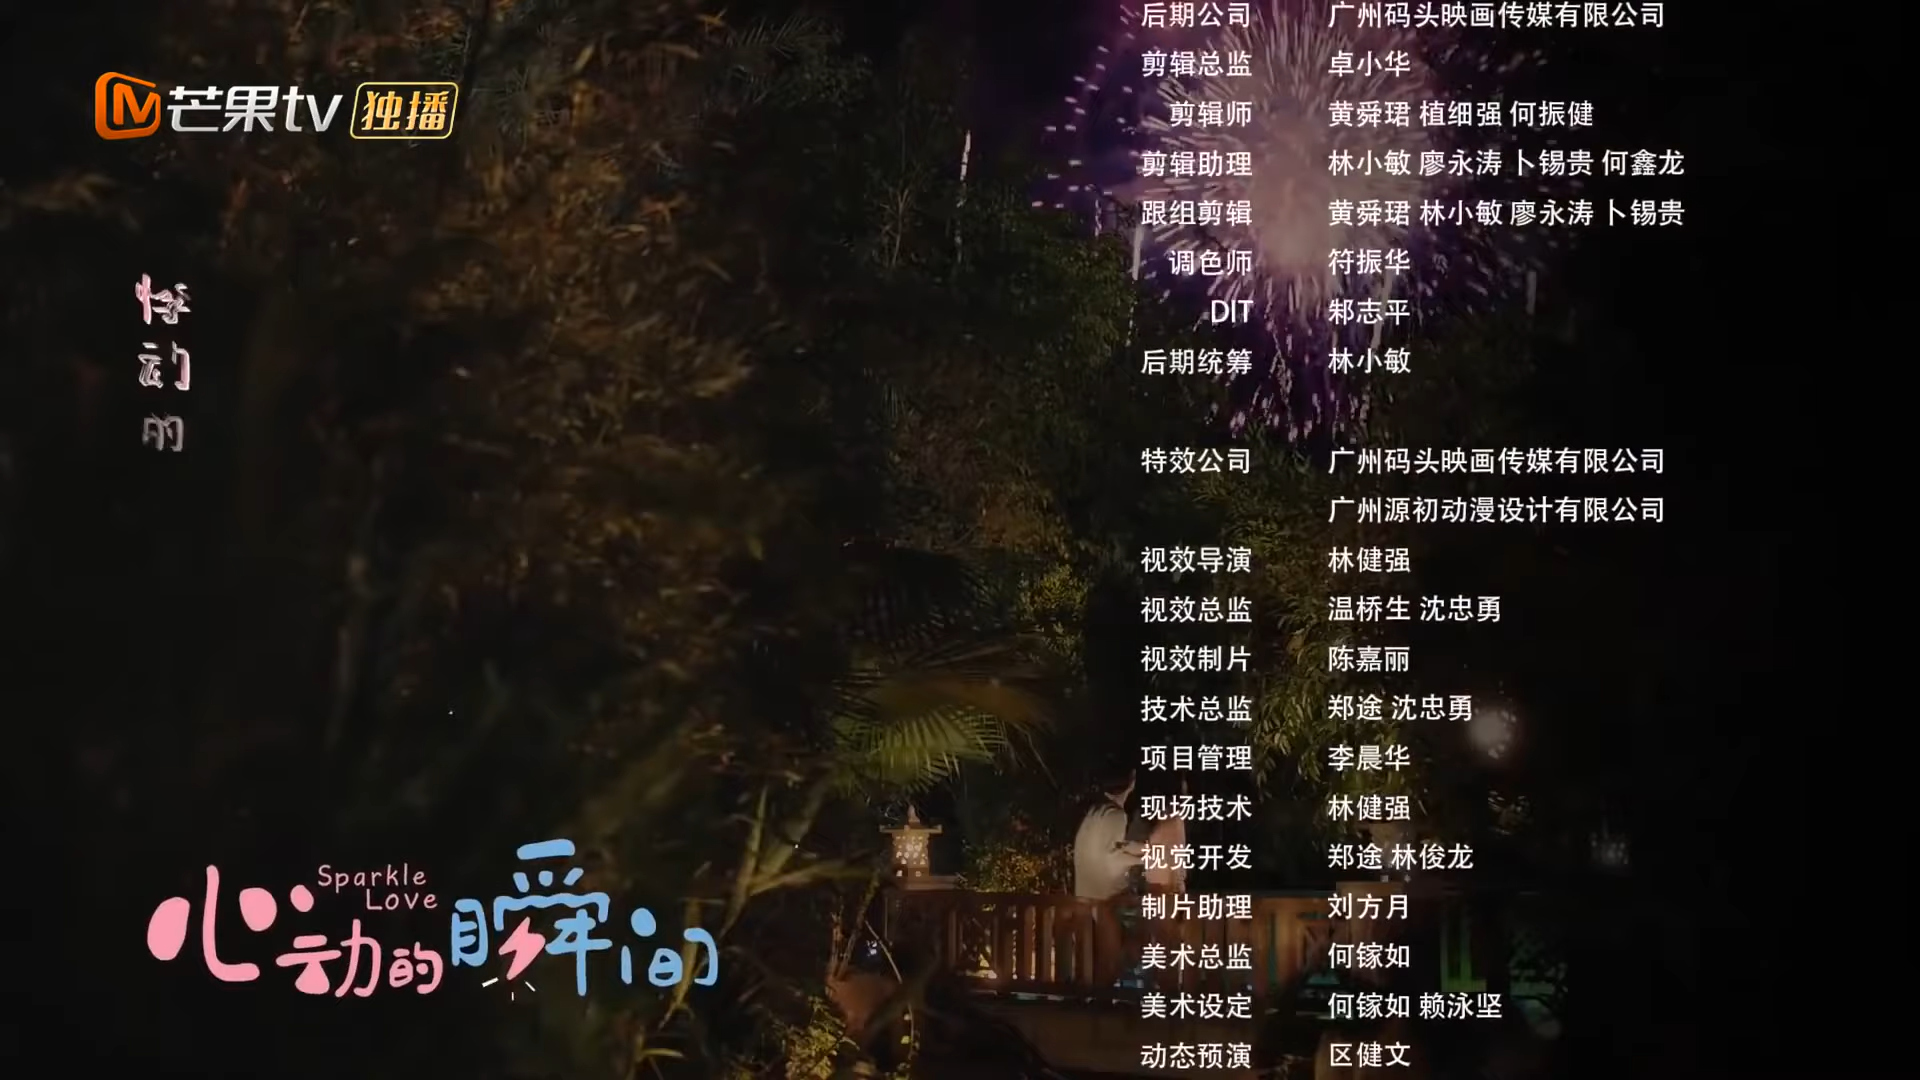 芒果tv 独播
悸动的
Sparkle Love
心动的瞬间
后期公司 广州码头映画传媒有限公司
剪辑总监 卓小华
剪辑师 黄舜珺 植细强 何振健
剪辑助理 林小敏 廖永涛 卜锡贵 何鑫龙
跟组剪辑 黄舜珺 林小敏 廖永涛 卜锡贵
调色师 符振华
DIT 郑志平
后期统筹 林小敏
特效公司 广州码头映画传媒有限公司
广州源初动漫设计有限公司
视效导演 林健强
视效总监 温桥生 沈忠勇
视效制片 陈嘉丽
技术总监 郑途 沈忠勇
项目管理 李晨华
现场技术 林健强
视觉开发 郑途 林俊龙
制片助理 刘方月
美术总监 何镓如
美术设定 何镓如 赖泳坚
动态预演 区健文